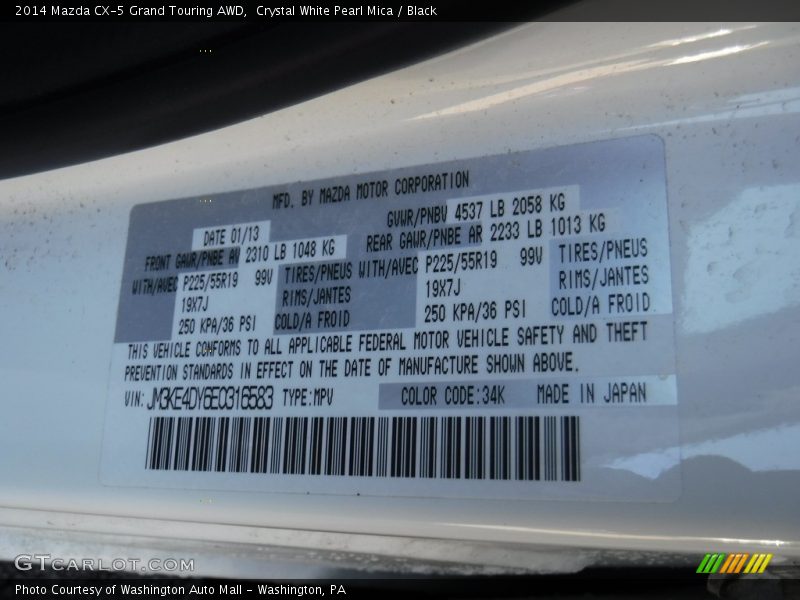 2014 Mazda CX-5 Grand Touring AWD,  Crystal White Pearl Mica / Black
MFD. BY MAZDA MOTOR CORPORATION
DATE 01/13
GVWR/PNBV 4537 LB 2058 KG
FRONT GAWR/PNBE AV 2310 LB 1048 KG
REAR GAWR/PNBE AR 2233 LB 1013 KG
WITH/AVEC P225/55R19 99V TIRES/PNEUS
19X7J RIMS/JANTES
250 KPA/36 PSI COLD/A FROID
WITH/AVEC P225/55R19 99V TIRES/PNEUS
19X7J RIMS/JANTES
250 KPA/36 PSI COLD/A FROID
THIS VEHICLE CONFORMS TO ALL APPLICABLE FEDERAL MOTOR VEHICLE SAFETY AND THEFT
PREVENTION STANDARDS IN EFFECT ON THE DATE OF MANUFACTURE SHOWN ABOVE.
VIN: JM3KE4DY6E0316583 TYPE:MPV COLOR CODE:34K MADE IN JAPAN
GTCARLOT.COM
Photo Courtesy of Washington Auto Mall - Washington, PA